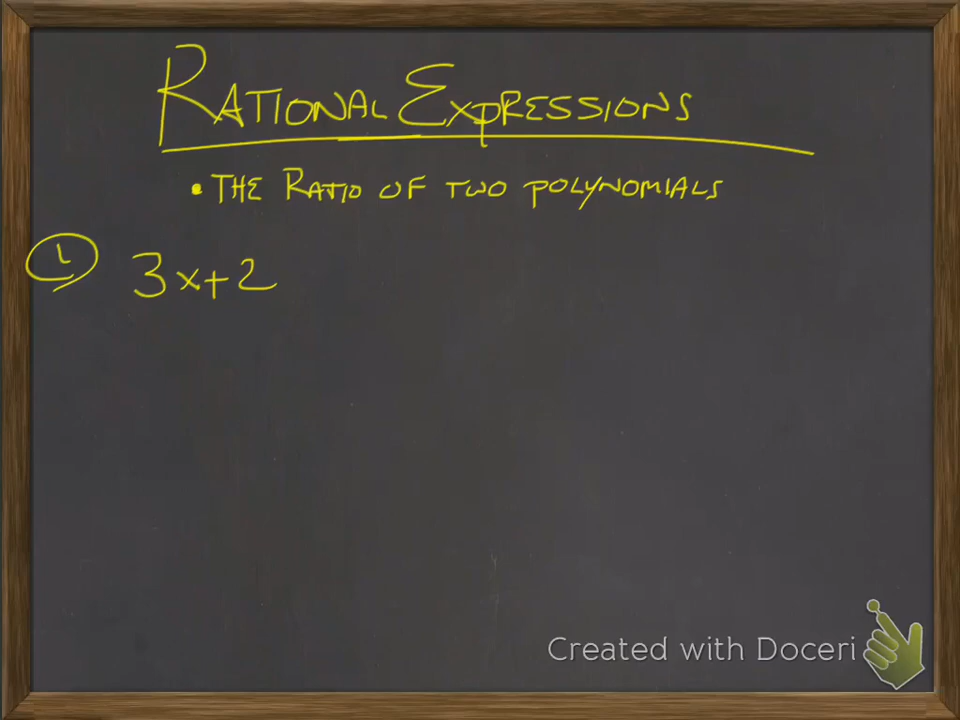 RATIONAL EXPRESSIONS
• THE RATIO OF TWO POLYNOMIALS
1 3x+2
Created with Doceri